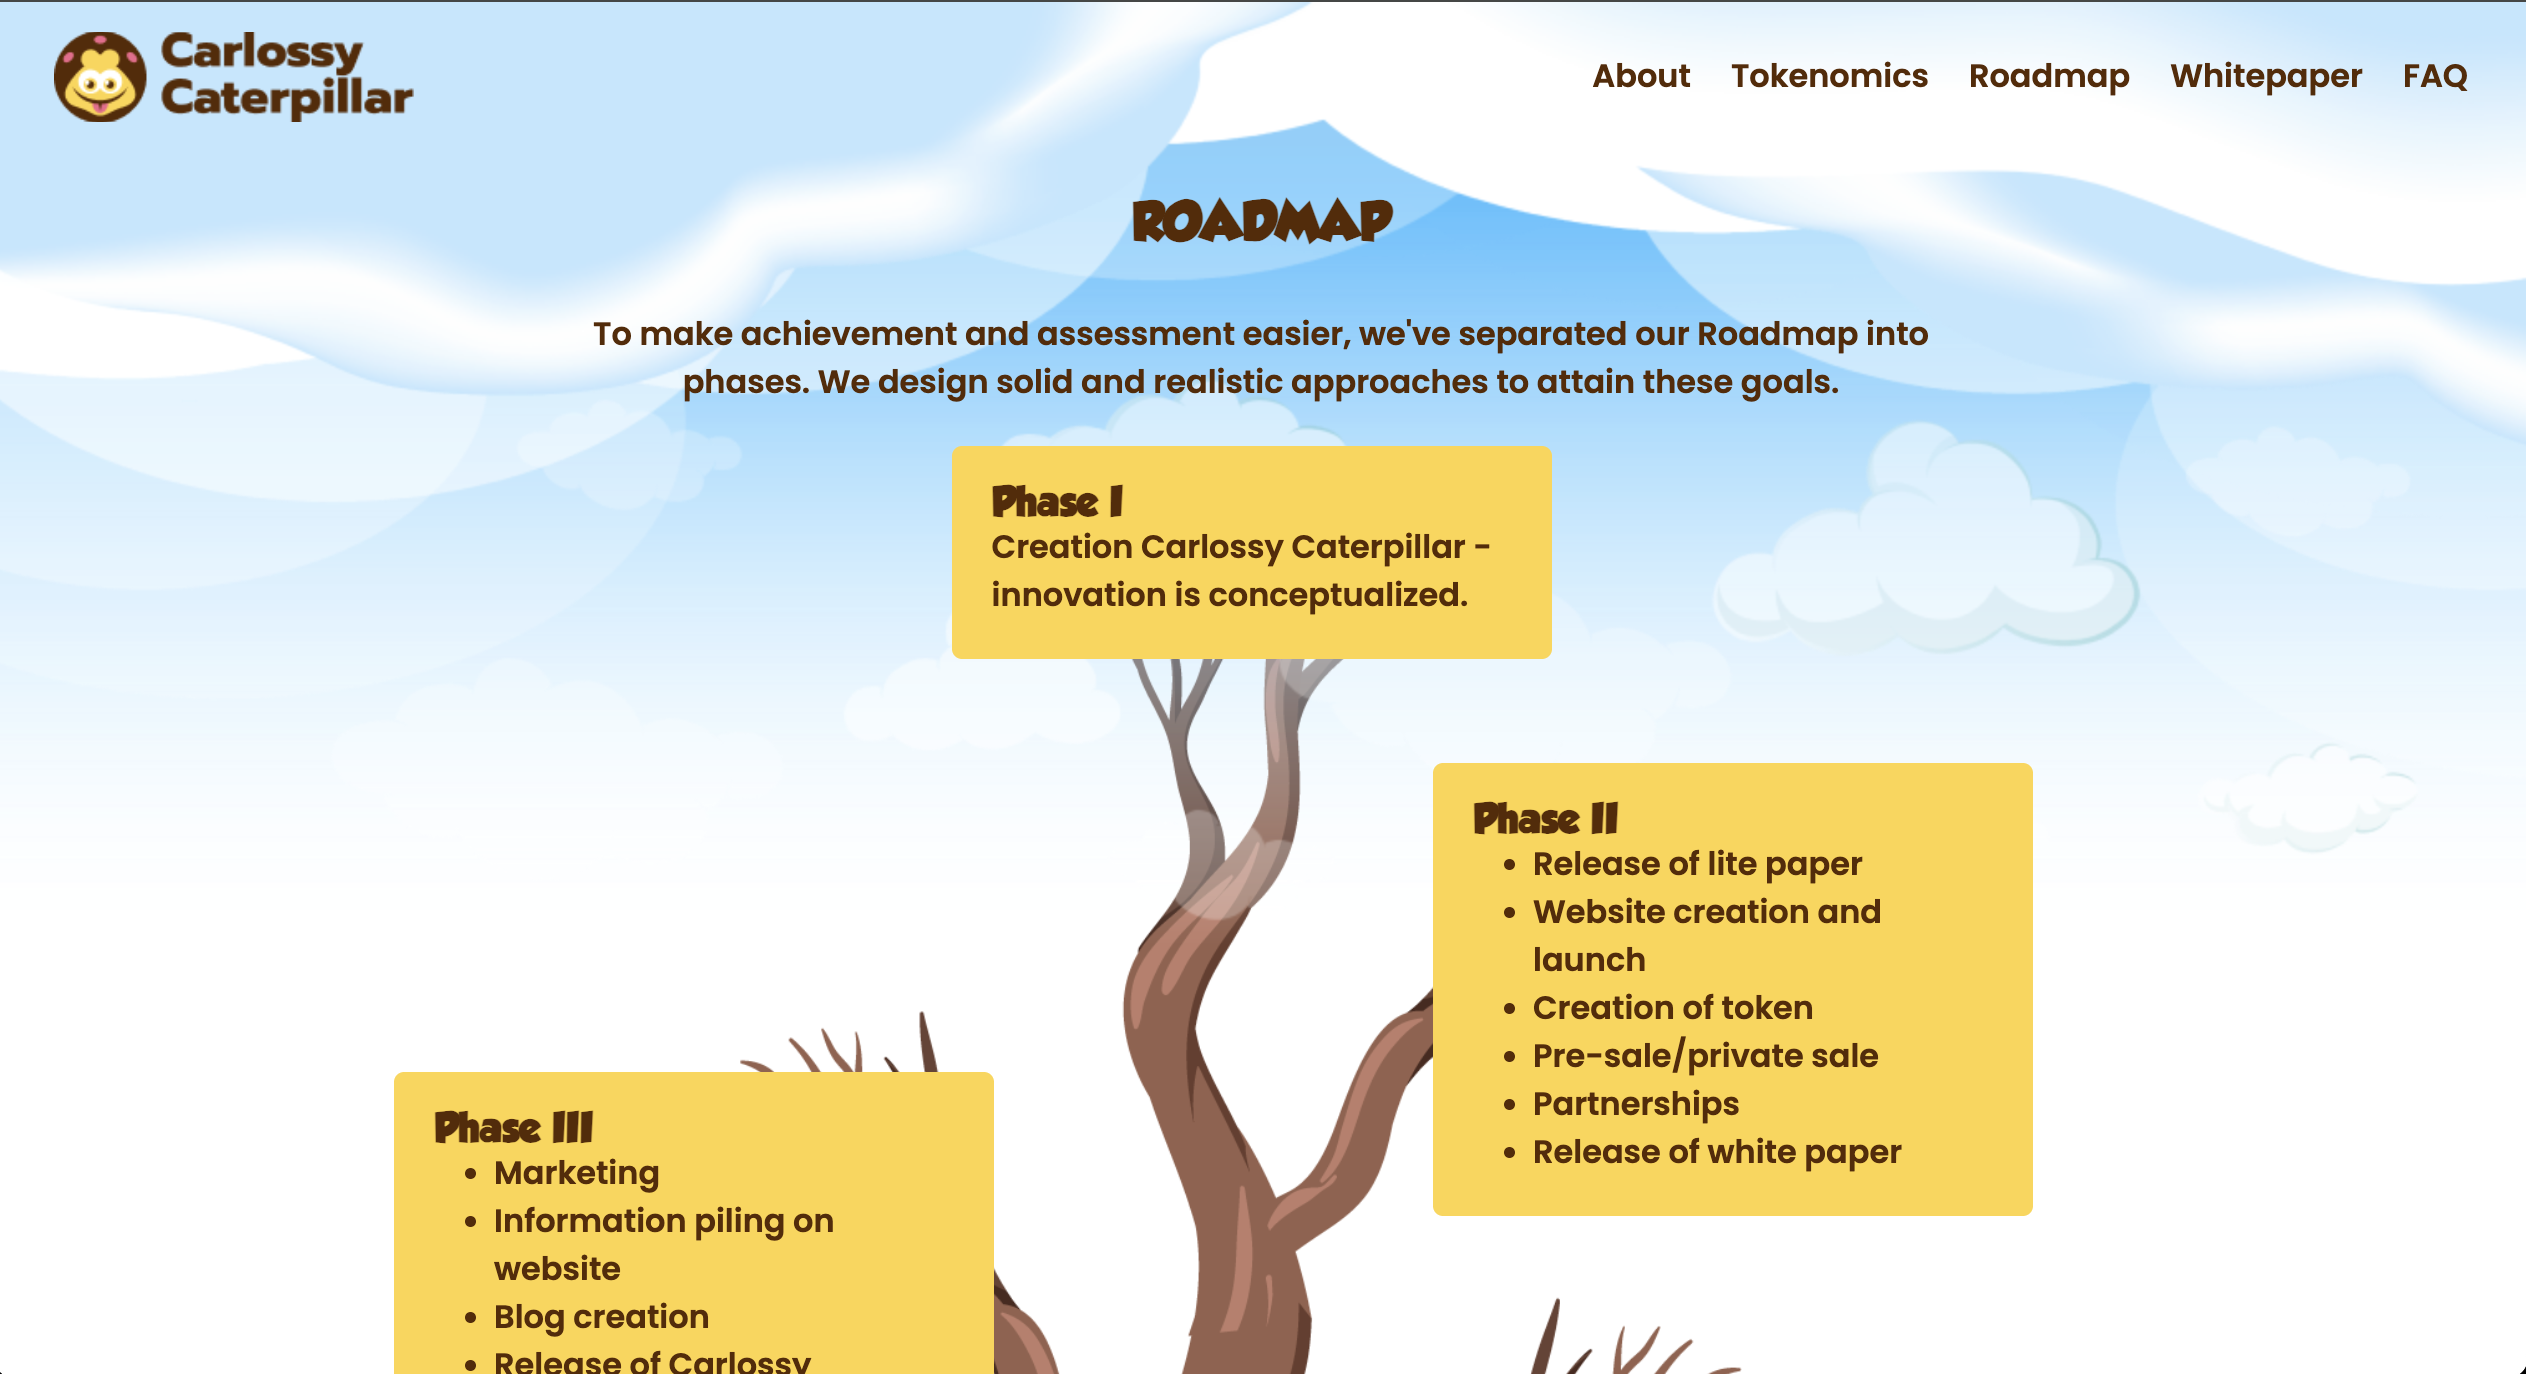 Carlossy
Caterpillar
About Tokenomics Roadmap Whitepaper FAQ
ROADMAP
To make achievement and assessment easier, we've separated our Roadmap into
phases. We design solid and realistic approaches to attain these goals.
Phase I
Creation Carlossy Caterpillar -
innovation is conceptualized.
Phase II
• Release of lite paper
• Website creation and
launch
• Creation of token
• Pre-sale/private sale
• Partnerships
• Release of white paper
Phase III
• Marketing
• Information piling on
website
• Blog creation
• Release of Carlossy